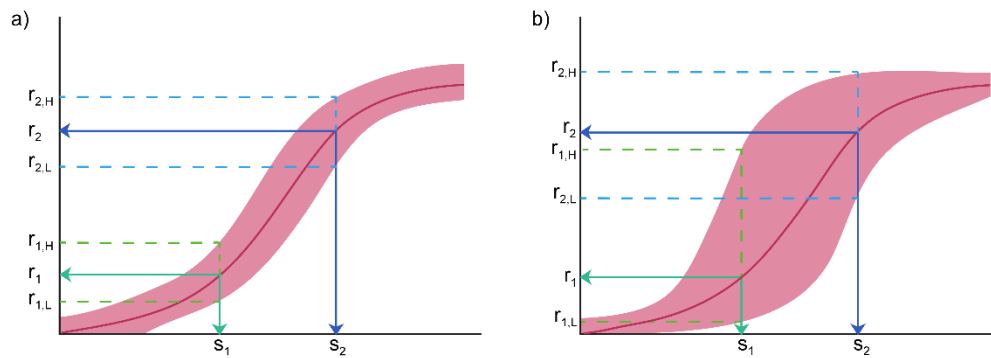 a)
r2,H
r2
r2,L
r1,H
r1
r1,L
s1
s2
b)
r2,H
r2
r1,H
r2,L
r1
r1,L
s1
s2